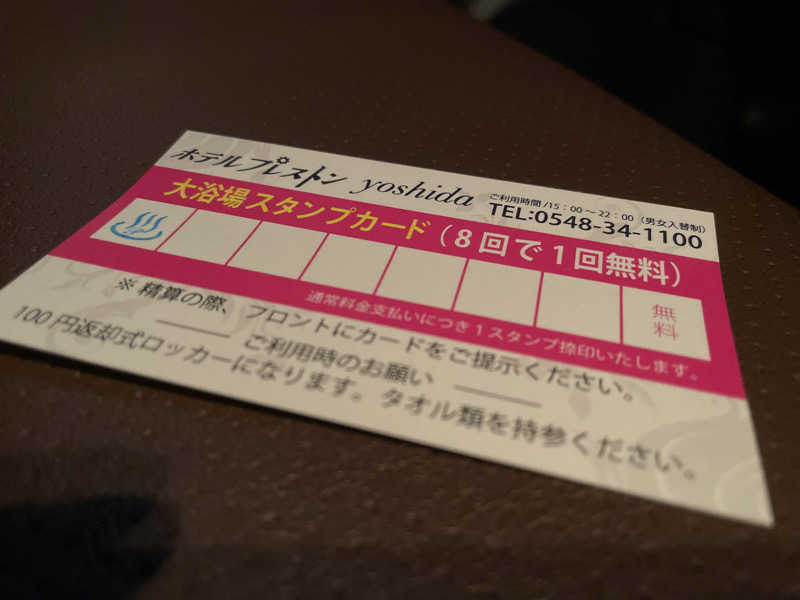 ホテル プレストン yoshida
ご利用時間/15:00～22:00（男女入替制）
TEL:0548-34-1100
大浴場スタンプカード（8回で1回無料）
無料
通常料金支払いにつき1スタンプ捺印いたします。
※ 精算の際、フロントにカードをご提示ください。
ご利用時のお願い
100円返却式ロッカーになります。タオル類を持参ください。